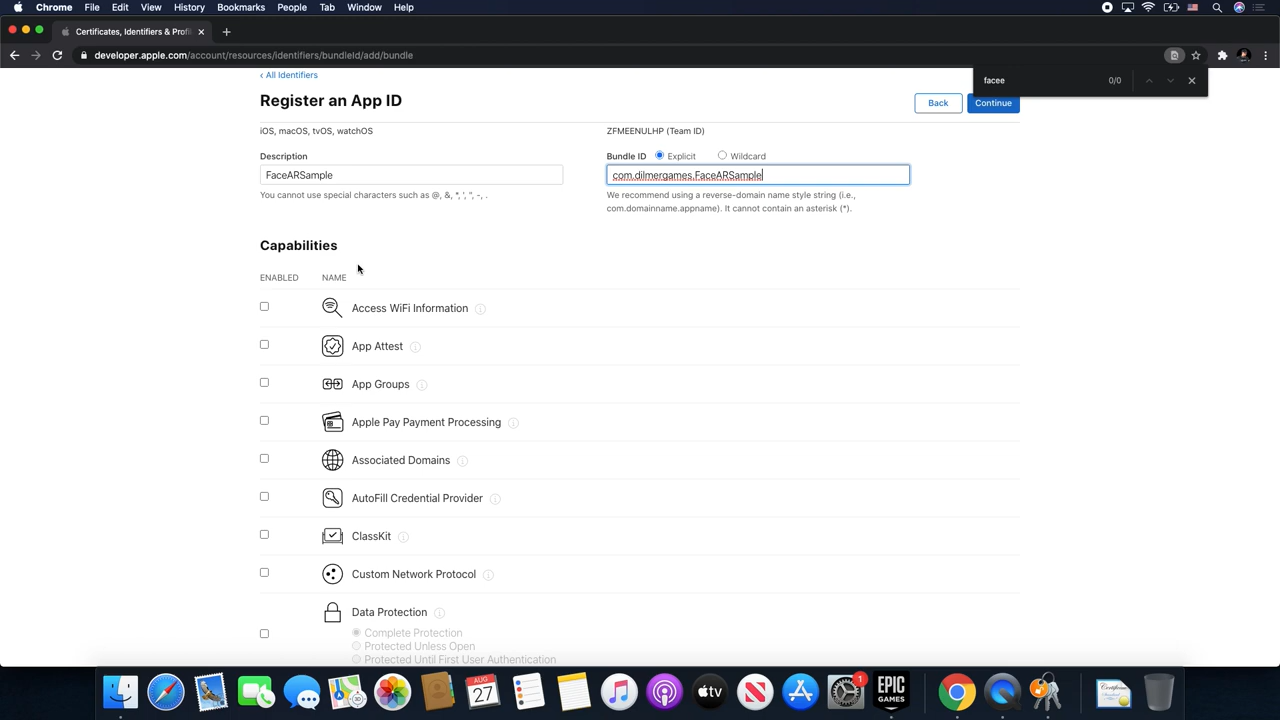 Chrome File Edit View History Bookmarks People Tab Window Help
Certificates, Identifiers & Profil
developer.apple.com/account/resources/identifiers/bundleId/add/bundle
facee 0/0
‹ All Identifiers
Register an App ID
Back Continue
iOS, macOS, tvOS, watchOS ZFMEENULHP (Team ID)
Description Bundle ID Explicit Wildcard
FaceARSample com.dilmergames.FaceARSample
You cannot use special characters such as @, &, *, ', ", -, . We recommend using a reverse-domain name style string (i.e.,
com.domainname.appname). It cannot contain an asterisk (*).
Capabilities
ENABLED NAME
Access WiFi Information
App Attest
App Groups
Apple Pay Payment Processing
Associated Domains
AutoFill Credential Provider
ClassKit
Custom Network Protocol
Data Protection
Complete Protection
Protected Unless Open
Protected Until First User Authentication
AUG
27
tv
1
EPIC
GAMES